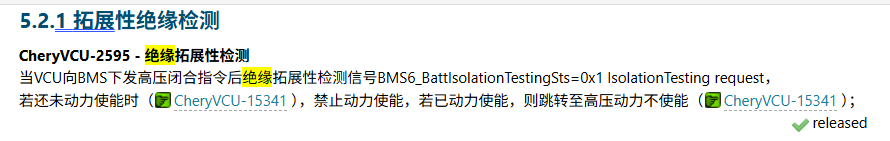 5.2.1 拓展性绝缘检测
CheryVCU-2595 - 绝缘拓展性检测
当VCU向BMS下发高压闭合指令后绝缘拓展性检测信号BMS6_BattIsolationTestingSts=0x1 IsolationTesting request，
若还未动力使能时（ CheryVCU-15341 ），禁止动力使能，若已动力使能，则跳转至高压动力不使能（ CheryVCU-15341 ）；
released